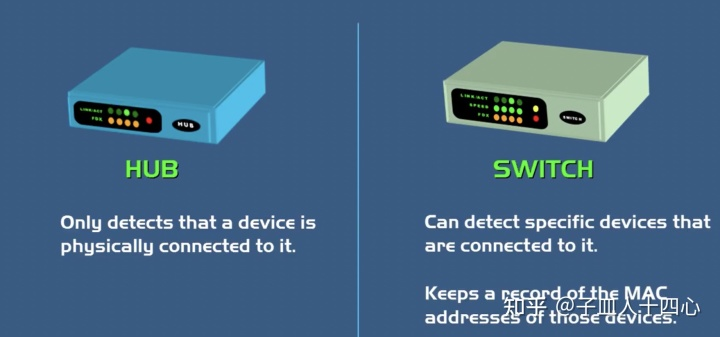 LINK/ACT
FDX
HUB
HUB
Only detects that a device is
physically connected to it.
LINK/ACT
SPEED
FDX
SWITCH
SWITCH
Can detect specific devices that
are connected to it.
Keeps a record of the MAC
addresses of those devices.
知乎 @子皿人十四心